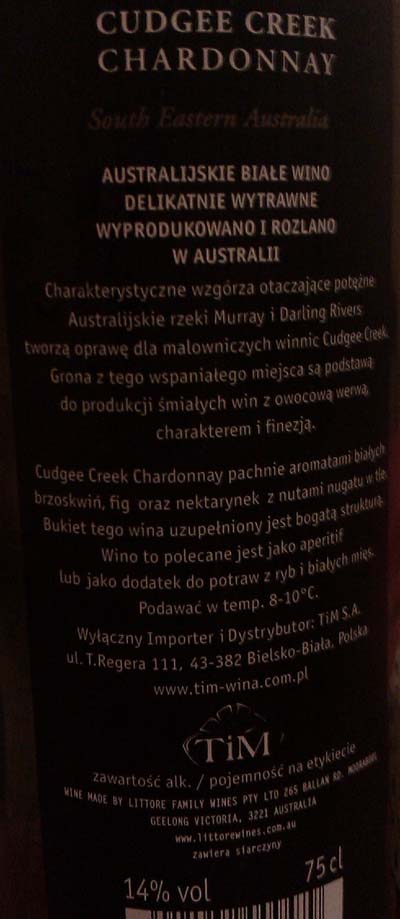 CUDGEE CREEK
CHARDONNAY
South Eastern Australia
AUSTRALIJSKIE BIAŁE WINO
DELIKATNIE WYTRAWNE
WYPRODUKOWANO I ROZLANO
W AUSTRALII
Charakterystyczne wzgórza otaczające potężne
Australijskie rzeki Murray i Darling Rivers
tworzą oprawę dla malowniczych winnic Cudgee Creek.
Grona z tego wspaniałego miejsca są podstawą
do produkcji śmiałych win z owocową werwą,
charakterem i finezją.
Cudgee Creek Chardonnay pachnie aromatami białych
brzoskwiń, fig oraz nektarynek z nutami nugatu w tle.
Bukiet tego wina uzupełniony jest bogatą strukturą.
Wino to polecane jest jako aperitif
lub jako dodatek do potraw z ryb i białych mięs.
Podawać w temp. 8-10°C.
Wyłączny Importer i Dystrybutor: TiM S.A.
ul. T.Regera 111, 43-382 Bielsko-Biała, Polska
www.tim-wina.com.pl
TiM
zawartość alk. / pojemność na etykiecie
WINE MADE BY LITTORE FAMILY WINES PTY LTD 265 BALLAN RD. MOORABOOL
GEELONG VICTORIA, 3221 AUSTRALIA
www.littorewines.com.au
zawiera siarczyny
14% vol 75 cl